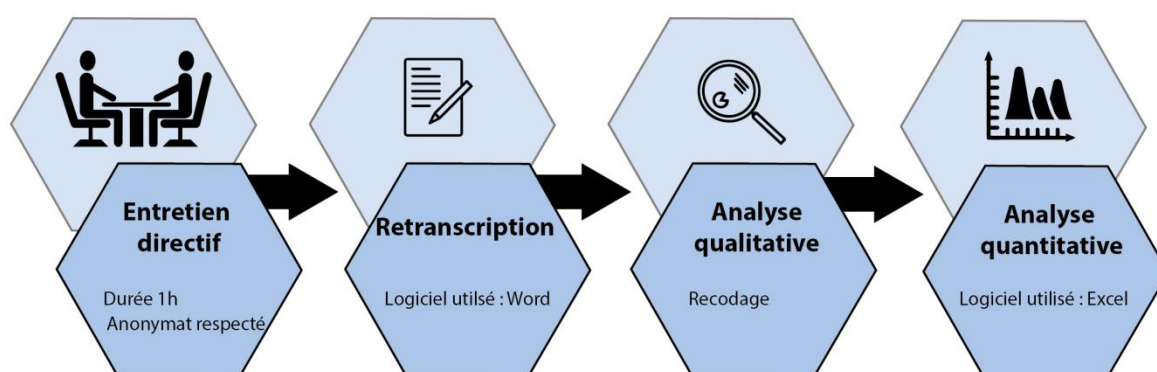 Entretien
directif
Durée 1h
Anonymat respecté
Retranscription
Logiciel utilsé : Word
Analyse
qualitative
Recodage
Analyse
quantitative
Logiciel utilisé : Excel